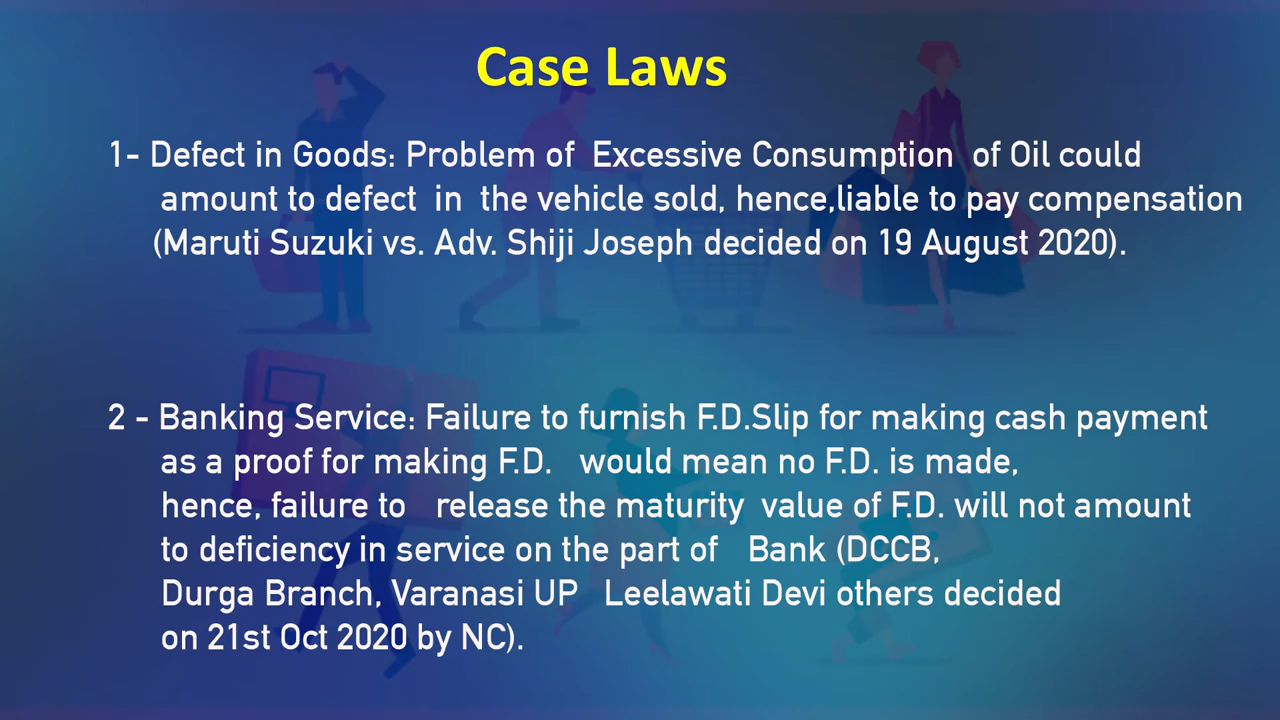 Case Laws
1- Defect in Goods: Problem of Excessive Consumption of Oil could
amount to defect in the vehicle sold, hence,liable to pay compensation
(Maruti Suzuki vs. Adv. Shiji Joseph decided on 19 August 2020).
2 - Banking Service: Failure to furnish F.D.Slip for making cash payment
as a proof for making F.D. would mean no F.D. is made,
hence, failure to release the maturity value of F.D. will not amount
to deficiency in service on the part of Bank (DCCB,
Durga Branch, Varanasi UP Leelawati Devi others decided
on 21st Oct 2020 by NC).